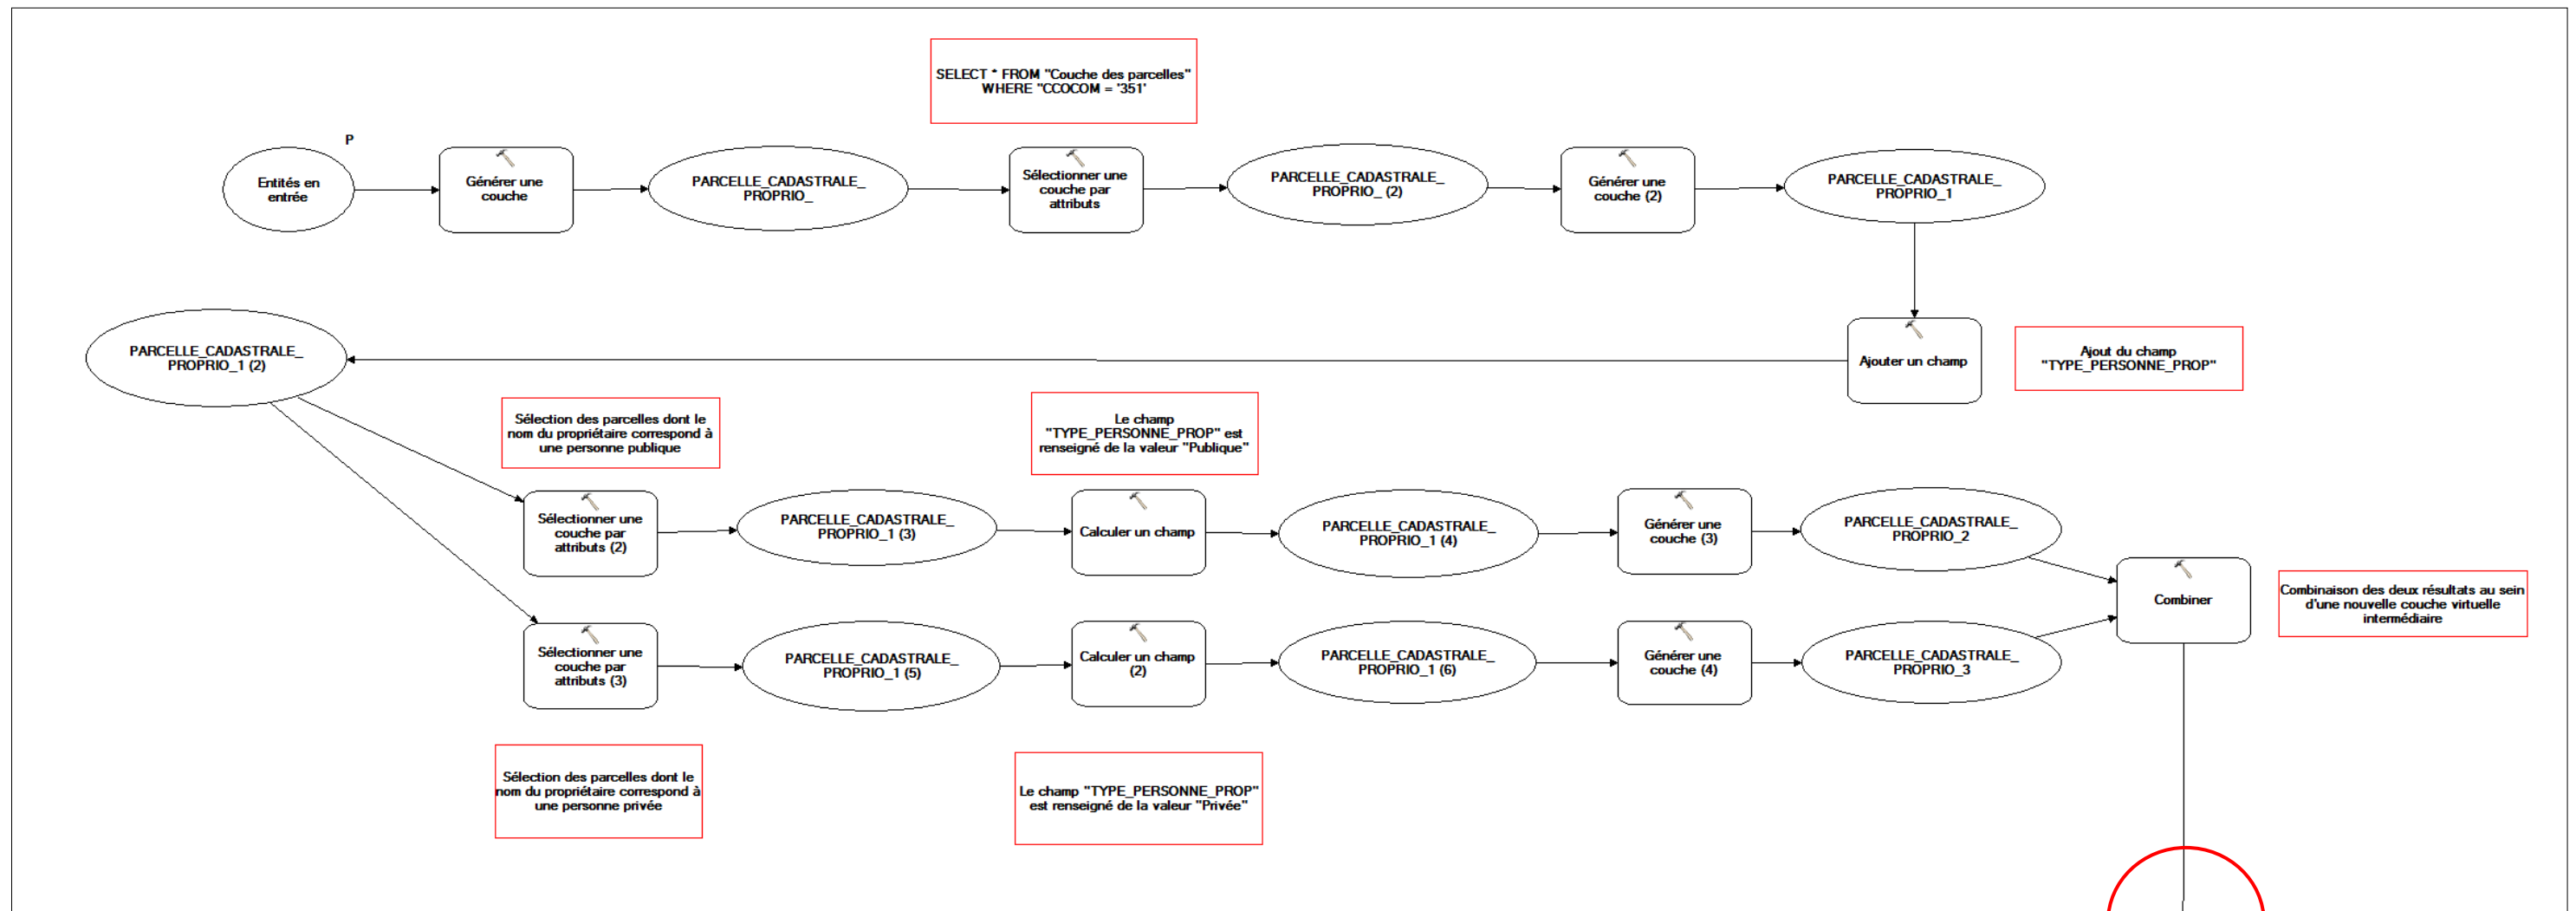 SELECT * FROM "Couche des parcelles"
WHERE "CCOCOM = '351'
P
Entités en
entrée
Générer une
couche
PARCELLE_CADASTRALE_
PROPRIO_
Sélectionner une
couche par
attributs
PARCELLE_CADASTRALE_
PROPRIO_ (2)
Générer une
couche (2)
PARCELLE_CADASTRALE_
PROPRIO_1
PARCELLE_CADASTRALE_
PROPRIO_1 (2)
Ajouter un champ
Ajout du champ
"TYPE_PERSONNE_PROP"
Sélection des parcelles dont le
nom du propriétaire correspond à
une personne publique
Le champ
"TYPE_PERSONNE_PROP" est
renseigné de la valeur "Publique"
Sélectionner une
couche par
attributs (2)
PARCELLE_CADASTRALE_
PROPRIO_1 (3)
Calculer un champ
PARCELLE_CADASTRALE_
PROPRIO_1 (4)
Générer une
couche (3)
PARCELLE_CADASTRALE_
PROPRIO_2
Combiner
Combinaison des deux résultats au sein
d'une nouvelle couche virtuelle
intermédiaire
Sélectionner une
couche par
attributs (3)
PARCELLE_CADASTRALE_
PROPRIO_1 (5)
Calculer un champ
(2)
PARCELLE_CADASTRALE_
PROPRIO_1 (6)
Générer une
couche (4)
PARCELLE_CADASTRALE_
PROPRIO_3
Sélection des parcelles dont le
nom du propriétaire correspond à
une personne privée
Le champ "TYPE_PERSONNE_PROP"
est renseigné de la valeur "Privée"